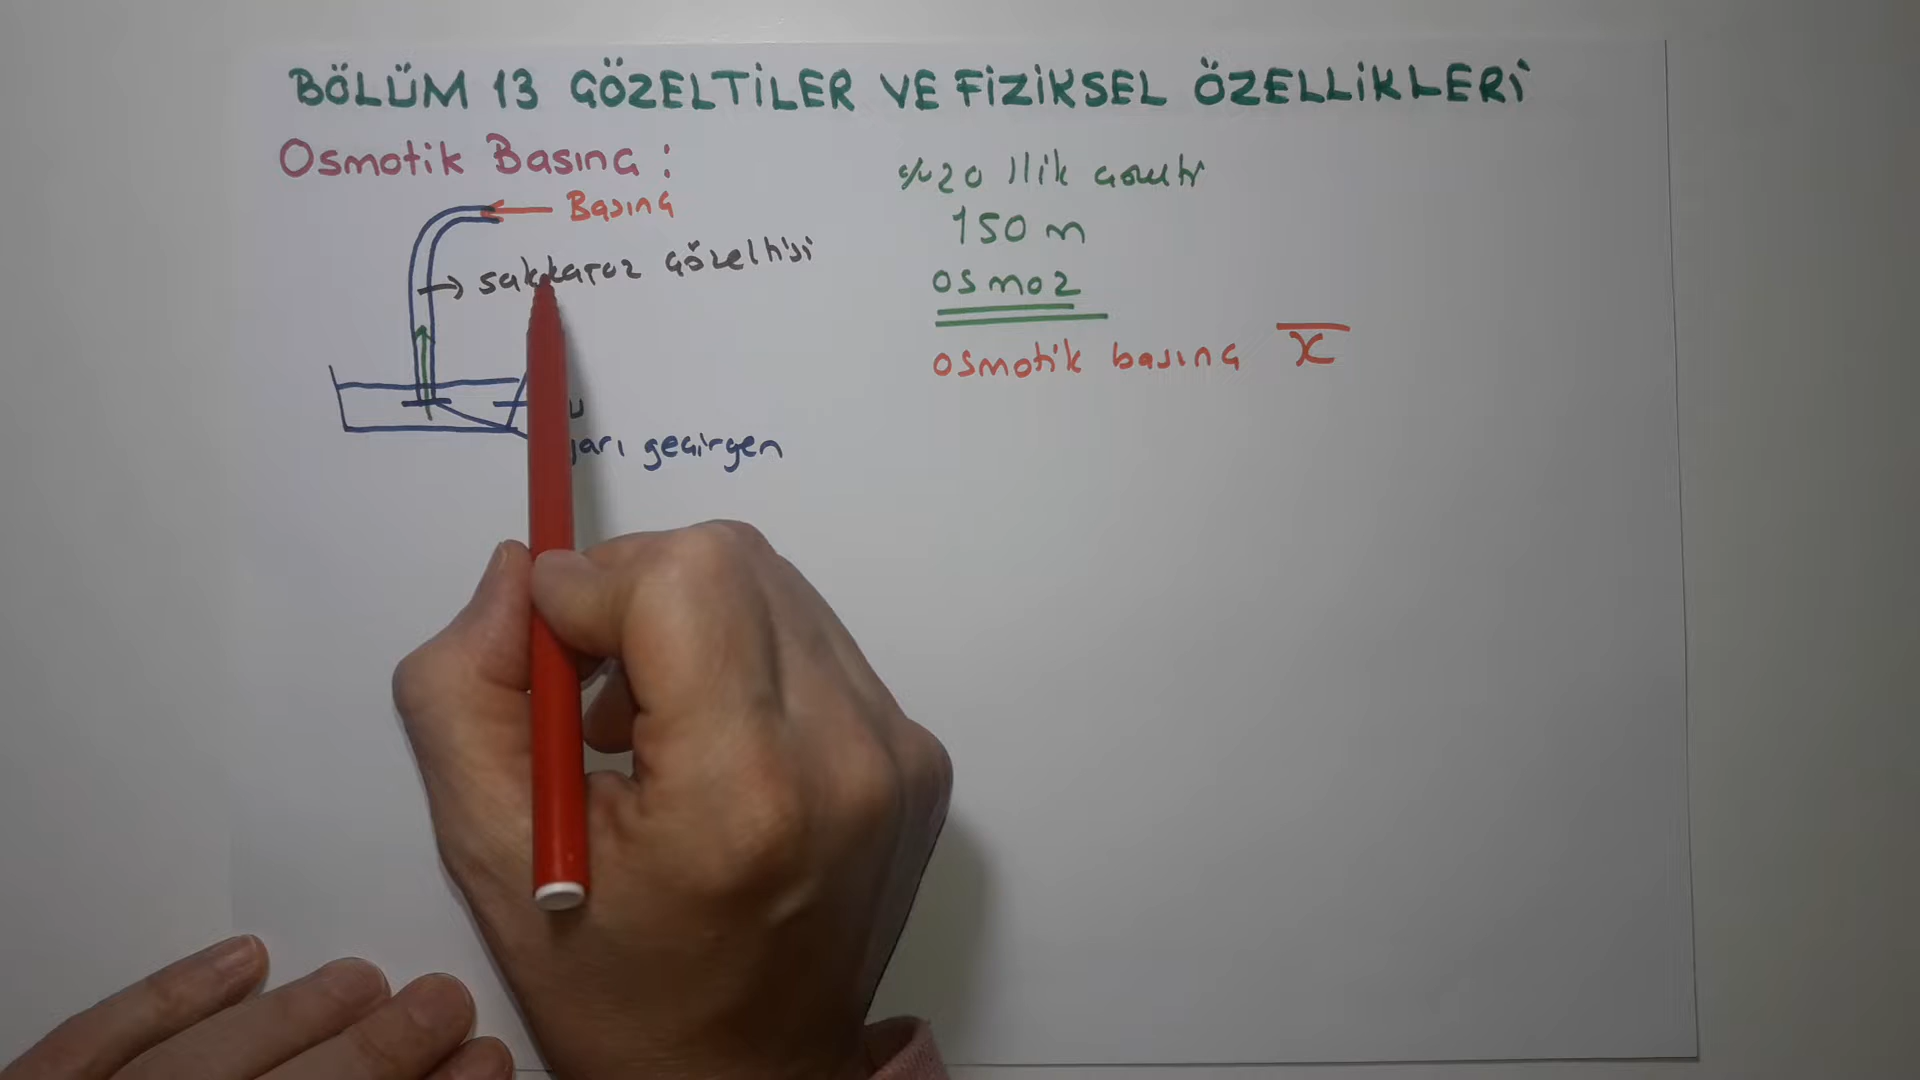 BÖLÜM 13 ÇÖZELTİLER VE FİZİKSEL ÖZELLİKLERİ
Osmotik Basınç :
Basınç
sakkaroz çözeltisi
yarı geçirgen
%20 llik çözelti
150 m
osmoz
osmotik basınç π